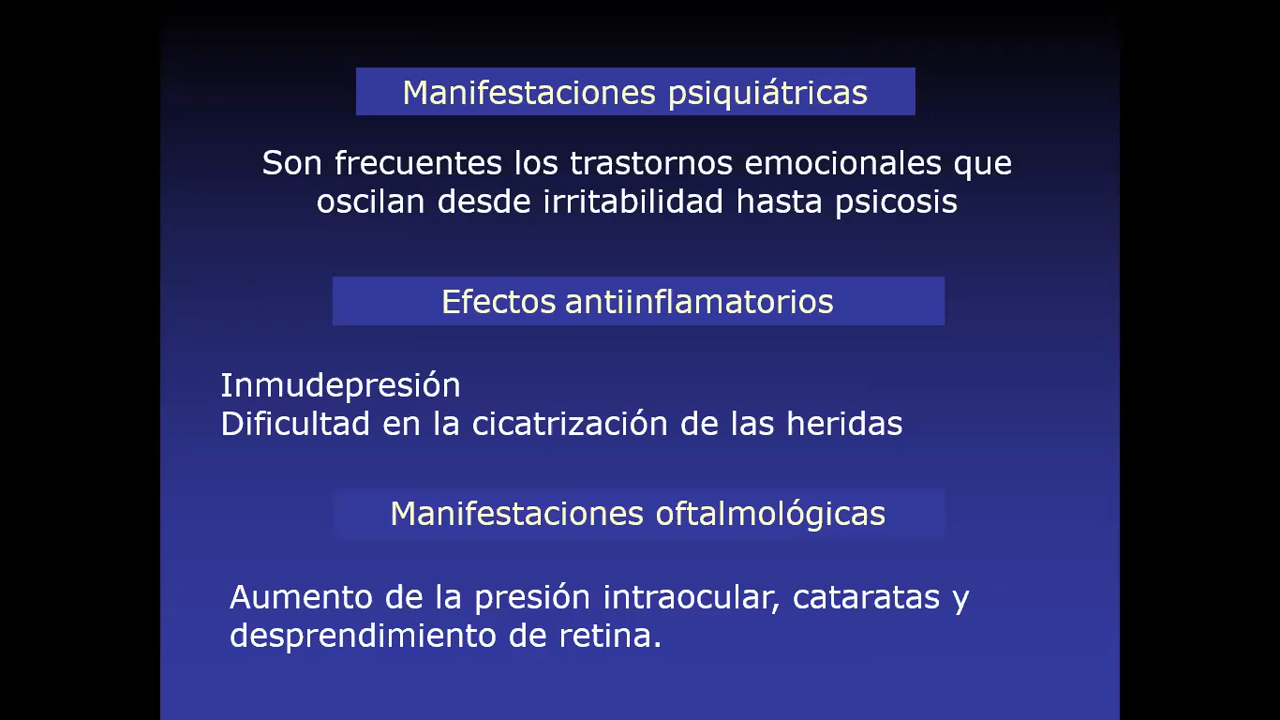 Manifestaciones psiquiátricas
Son frecuentes los trastornos emocionales que
oscilan desde irritabilidad hasta psicosis
Efectos antiinflamatorios
Inmudepresión
Dificultad en la cicatrización de las heridas
Manifestaciones oftalmológicas
Aumento de la presión intraocular, cataratas y
desprendimiento de retina.